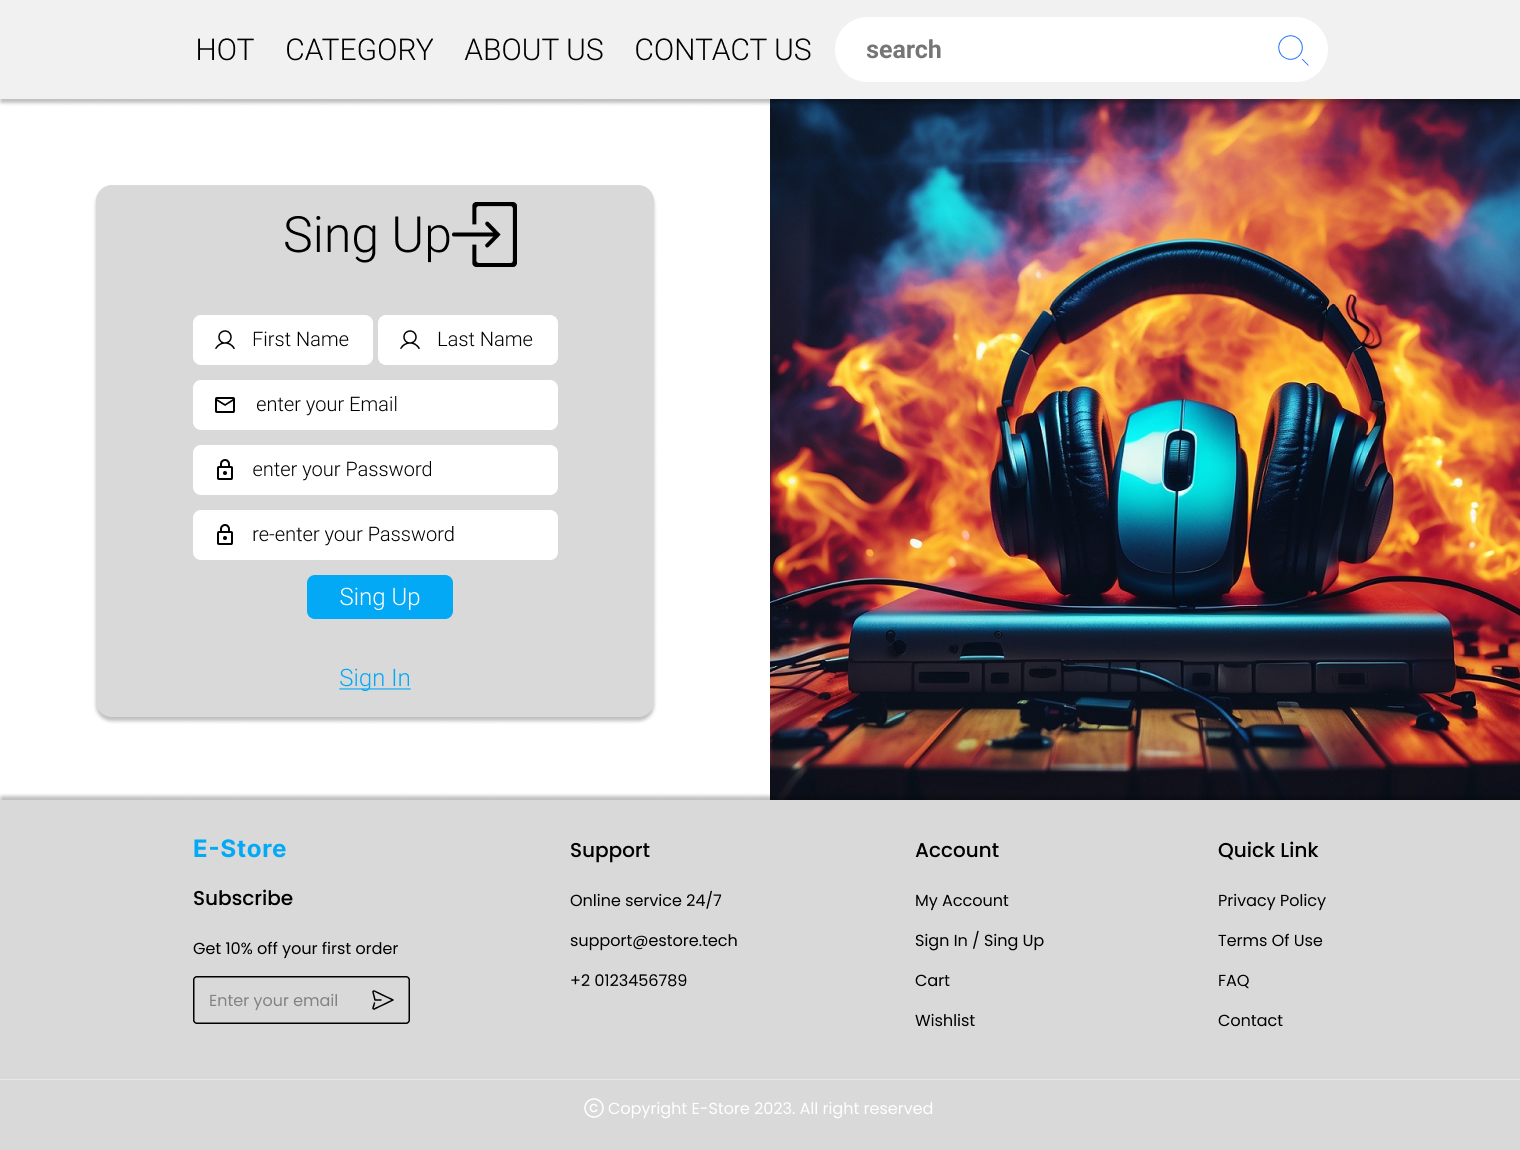 HOT CATEGORY ABOUT US CONTACT US search
Sing Up
First Name Last Name
enter your Email
enter your Password
re-enter your Password
Sing Up
Sign In
E-Store
Subscribe
Get 10% off your first order
Enter your email
Support
Online service 24/7
support@estore.tech
+2 0123456789
Account
My Account
Sign In / Sing Up
Cart
Wishlist
Quick Link
Privacy Policy
Terms Of Use
FAQ
Contact
© Copyright E-Store 2023. All right reserved